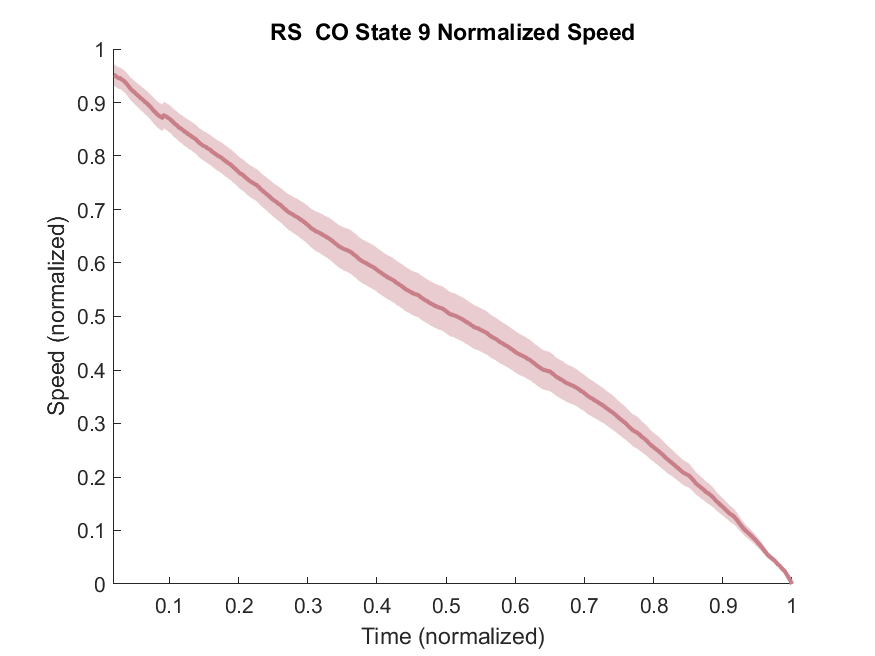 RS  CO State 9 Normalized Speed
1
0.9
0.8
0.7
0.6
0.5
0.4
0.3
0.2
0.1
0
Speed (normalized)
0.1 0.2 0.3 0.4 0.5 0.6 0.7 0.8 0.9 1
Time (normalized)